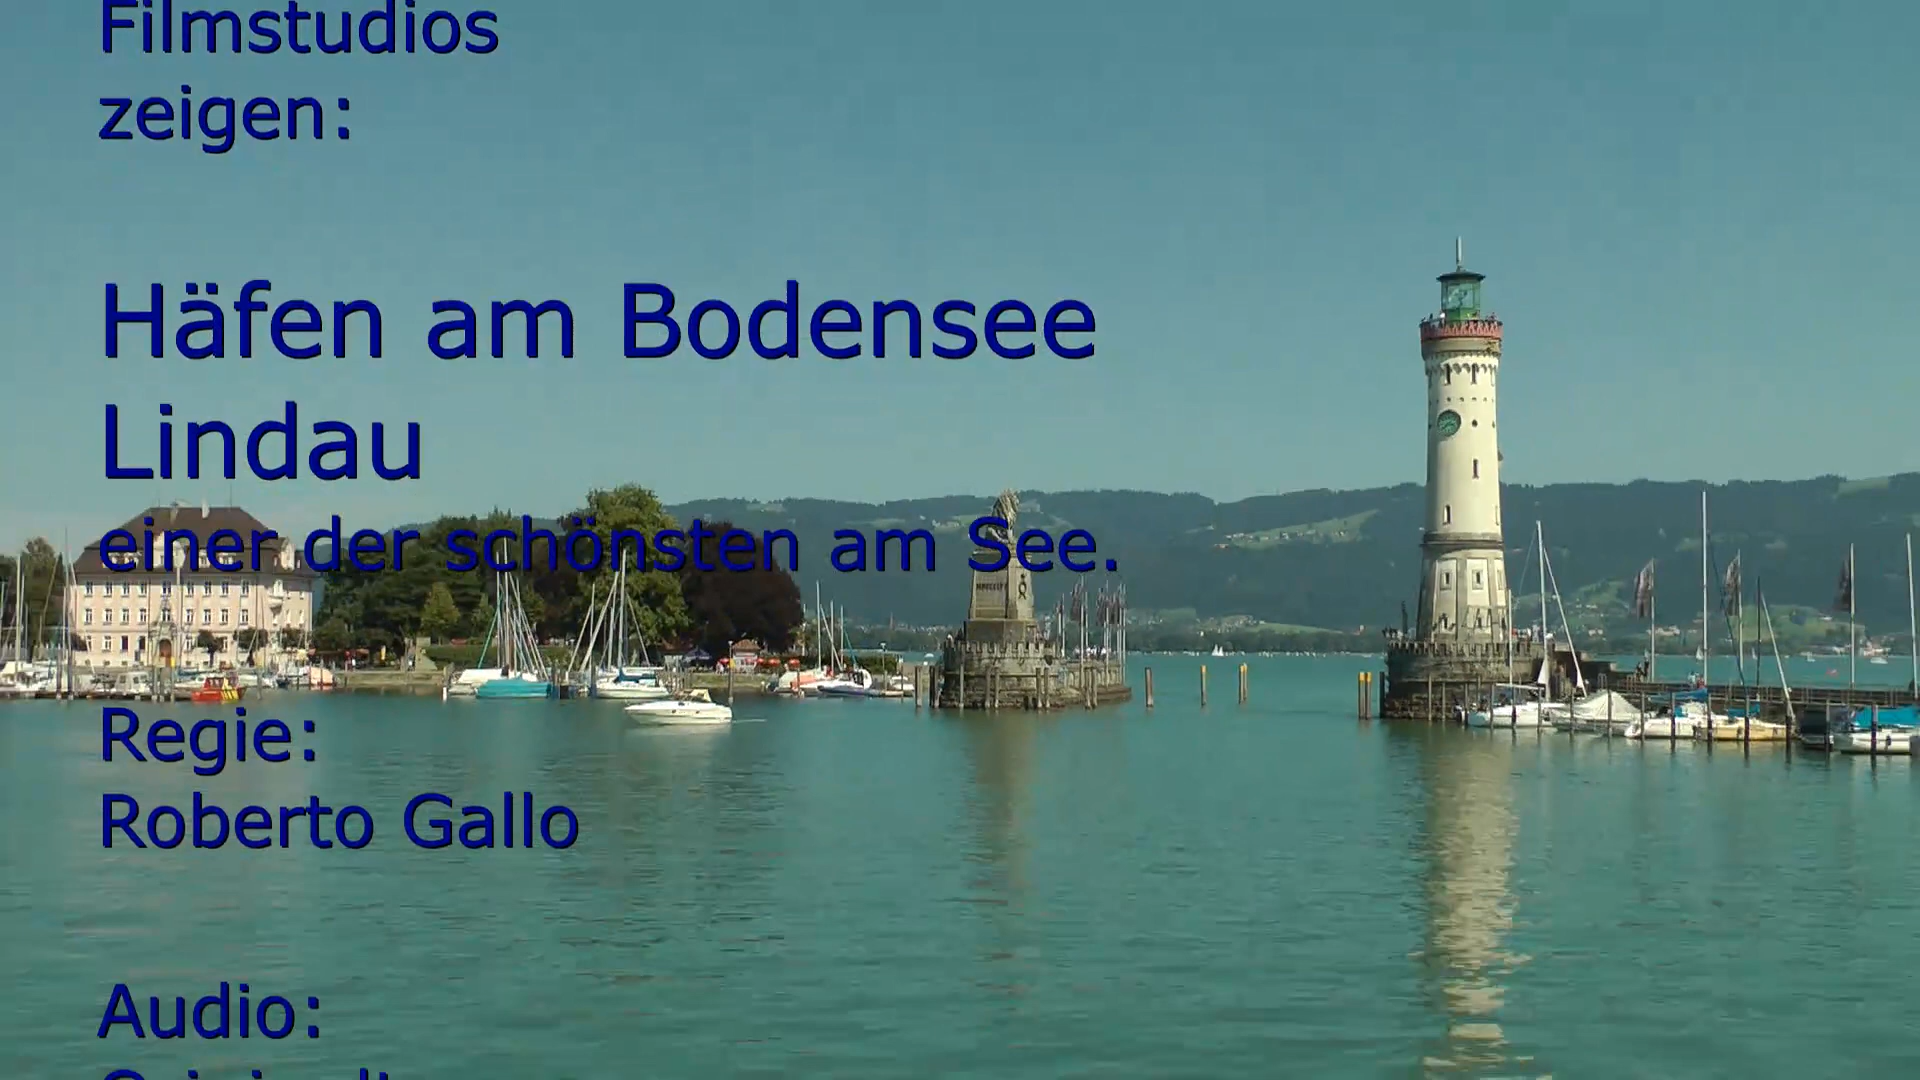 Filmstudios
zeigen:
Häfen am Bodensee
Lindau
einer der schönsten am See.
Regie:
Roberto Gallo
Audio: